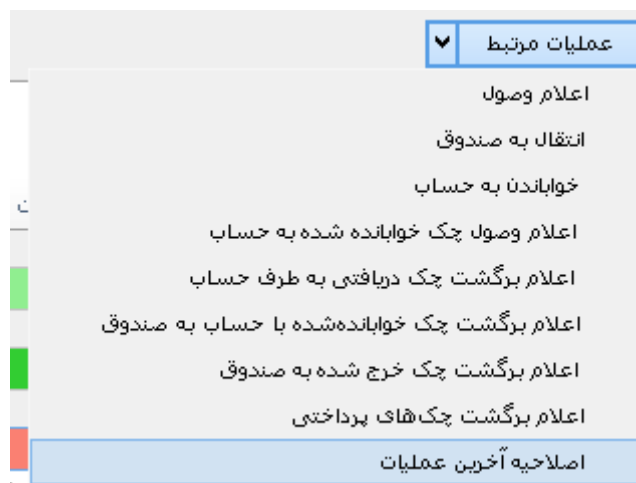 عملیات مرتبط
اعلام وصول
انتقال به صندوق
خواباندن به حساب
اعلام وصول چک خوابانده شده به حساب
اعلام برگشت چک دریافتی به طرف حساب
اعلام برگشت چک خوابانده‌شده با حساب به صندوق
اعلام برگشت چک خرج شده به صندوق
اعلام برگشت چک‌های پرداختی
اصلاحیه آخرین عملیات